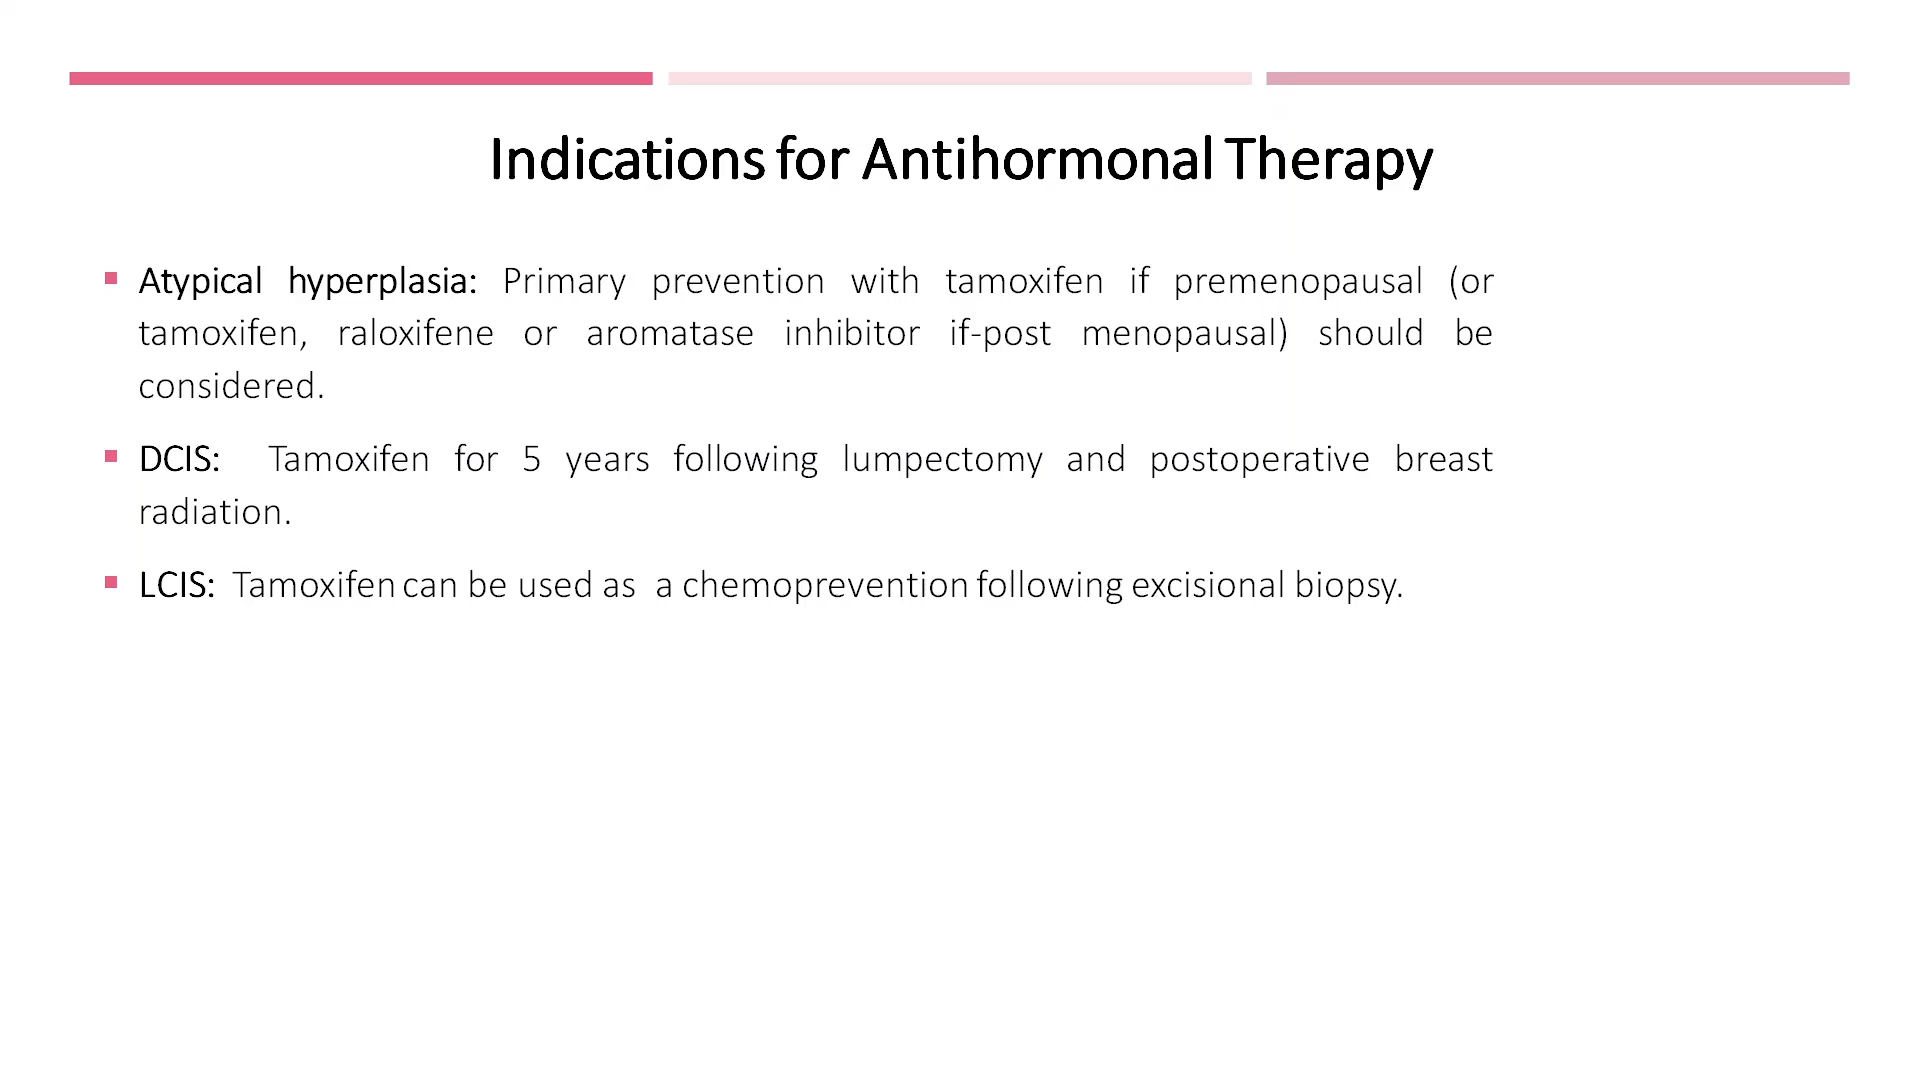 Indications for Antihormonal Therapy
Atypical hyperplasia: Primary prevention with tamoxifen if premenopausal (or
tamoxifen, raloxifene or aromatase inhibitor if-post menopausal) should be
considered.
DCIS: Tamoxifen for 5 years following lumpectomy and postoperative breast
radiation.
LCIS: Tamoxifen can be used as a chemoprevention following excisional biopsy.